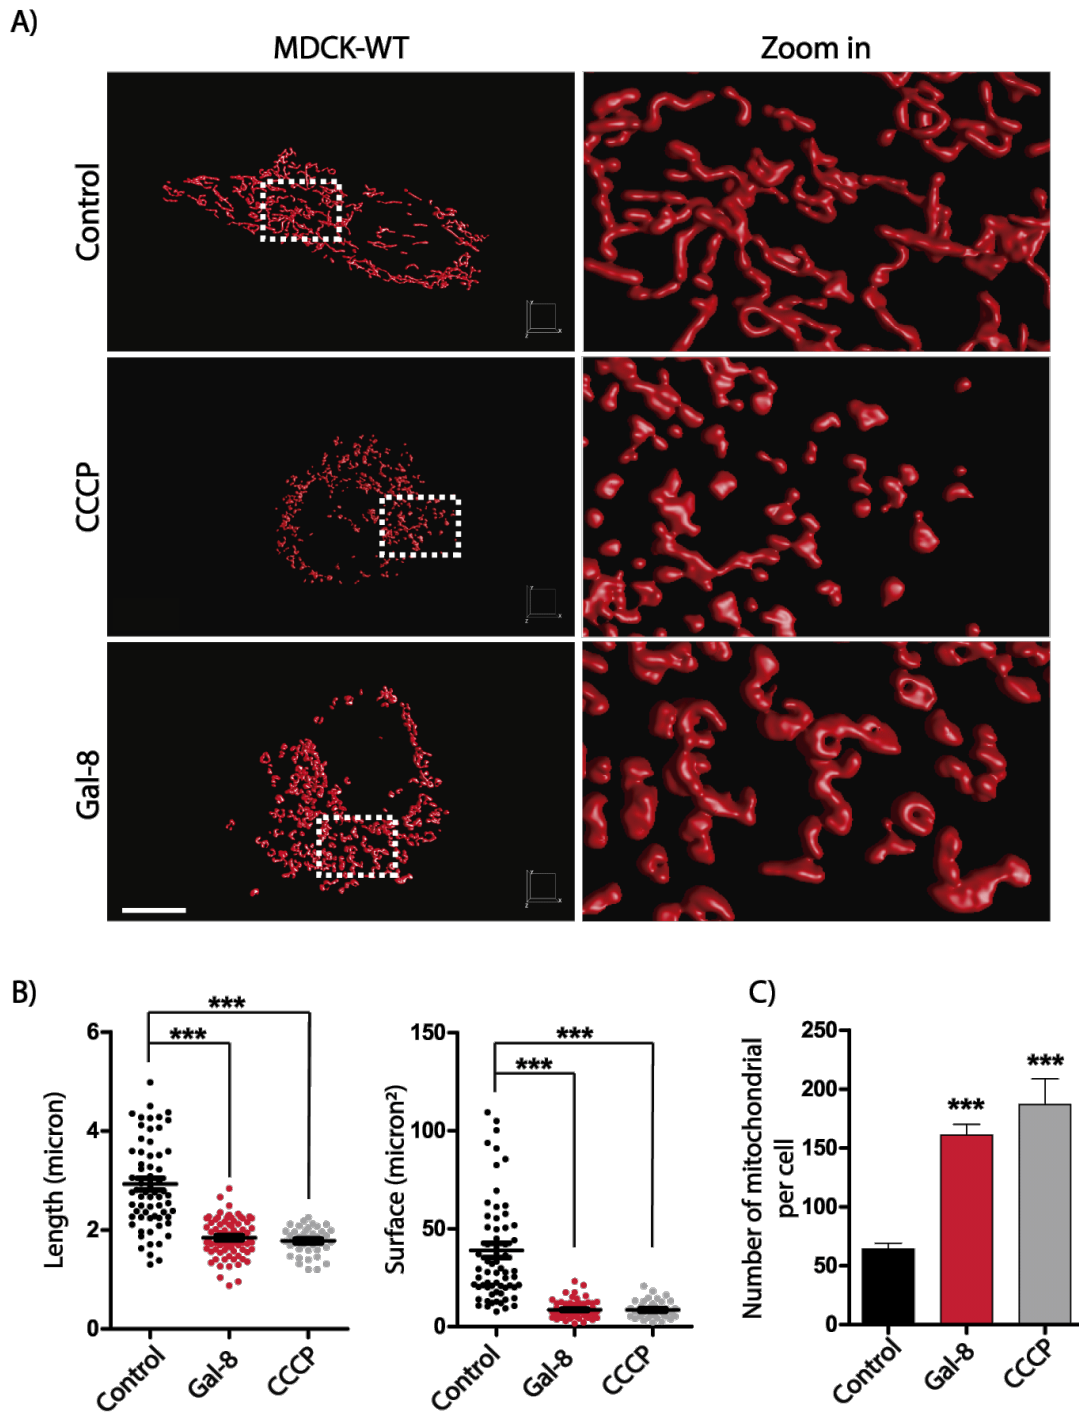 A)
MDCK-WT
Zoom in
Control
CCCP
Gal-8
B)
***
***
6
4
2
0
Length (micron)
Control
Gal-8
CCCP
***
***
150
100
50
0
Surface (micron²)
Control
Gal-8
CCCP
C)
***
***
250
200
150
100
50
0
Number of mitochondrial
per cell
Control
Gal-8
CCCP